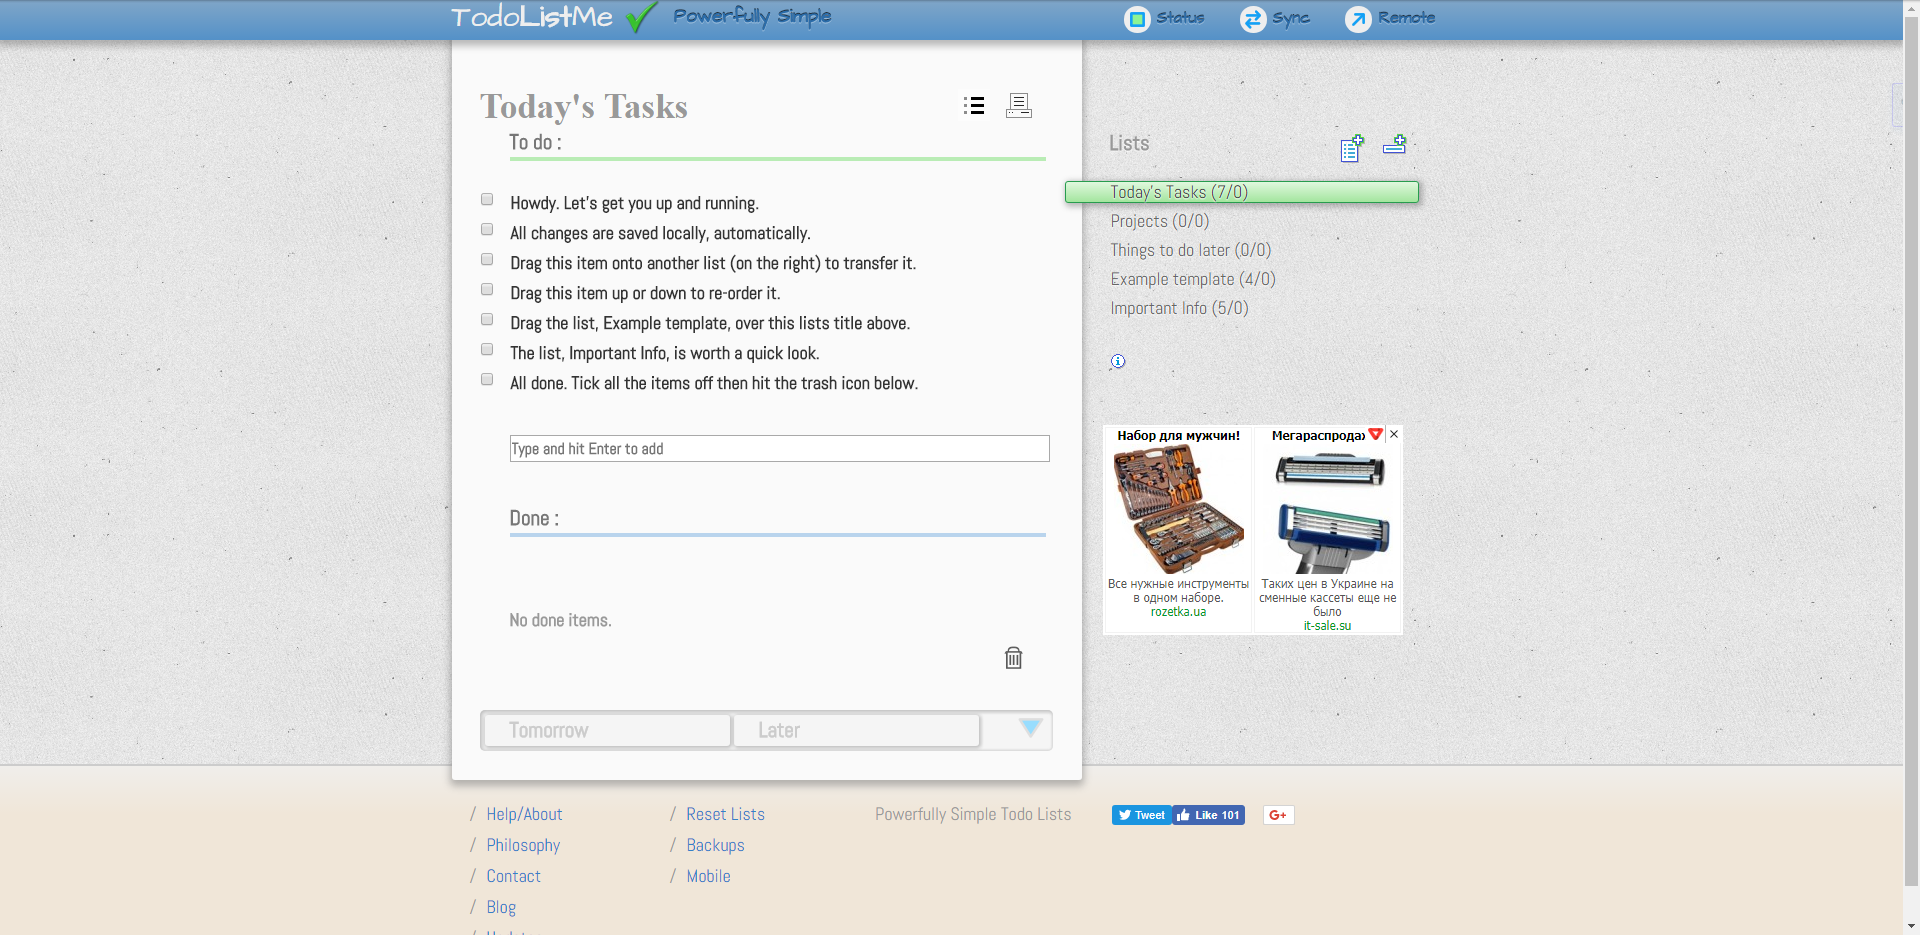 TodoListMe Powerfully Simple Status Sync Remote
Today's Tasks
To do :
Howdy. Let's get you up and running.
All changes are saved locally, automatically.
Drag this item onto another list (on the right) to transfer it.
Drag this item up or down to re-order it.
Drag the list, Example template, over this lists title above.
The list, Important Info, is worth a quick look.
All done. Tick all the items off then hit the trash icon below.
Type and hit Enter to add
Done :
No done items.
Tomorrow Later
Lists
Today's Tasks (7/0)
Projects (0/0)
Things to do later (0/0)
Example template (4/0)
Important Info (5/0)
Набор для мужчин!
Все нужные инструменты
в одном наборе.
rozetka.ua
Мегараспродаж
Таких цен в Украине на
сменные кассеты еще не
было
it-sale.su
/ Help/About
/ Philosophy
/ Contact
/ Blog
/ Reset Lists
/ Backups
/ Mobile
Powerfully Simple Todo Lists
Tweet Like 101 G+